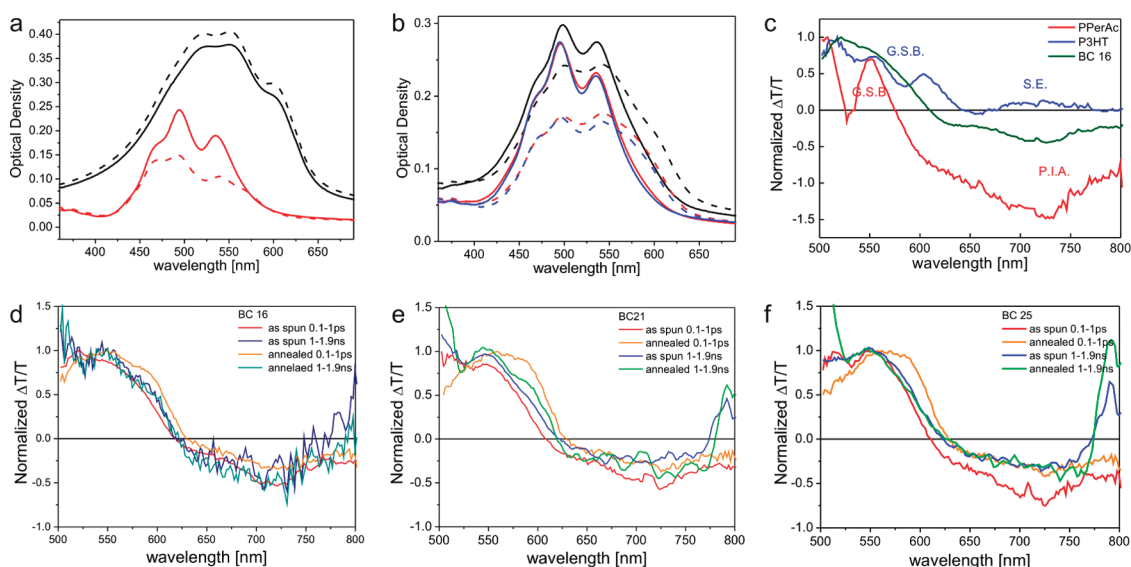 a
Optical Density
0.40
0.35
0.30
0.25
0.20
0.15
0.10
0.05
0.00
400 450 500 550 600 650
wavelength [nm]
b
Optical Density
0.3
0.2
0.1
0.0
400 450 500 550 600 650
wavelength [nm]
c
Normalized ΔT/T
1.0
0.5
0.0
-0.5
-1.0
-1.5
500 550 600 650 700 750 800
wavelength [nm]
PPerAc
P3HT
BC 16
G.S.B.
G.S.B
S.E.
P.I.A.
d
Normalized ΔT/T
1.5
1.0
0.5
0.0
-0.5
-1.0
500 550 600 650 700 750 800
wavelength [nm]
BC 16
as spun 0.1-1ps
as spun 1-1.9ns
annealed 0.1-1ps
annelaed 1-1.9ns
e
Normalized ΔT/T
1.5
1.0
0.5
0.0
-0.5
-1.0
500 550 600 650 700 750 800
wavelength [nm]
BC21
as spun 0.1-1ps
annealed 0.1-1ps
as spun 1-1.9ns
annealed 1-1.9ns
f
Normalized ΔT/T
1.5
1.0
0.5
0.0
-0.5
-1.0
500 550 600 650 700 750 800
wavelength [nm]
BC 25
as spun 0.1-1ps
annealed 0.1-1ps
as spun 1-1.9ns
annealed 1-1.9ns